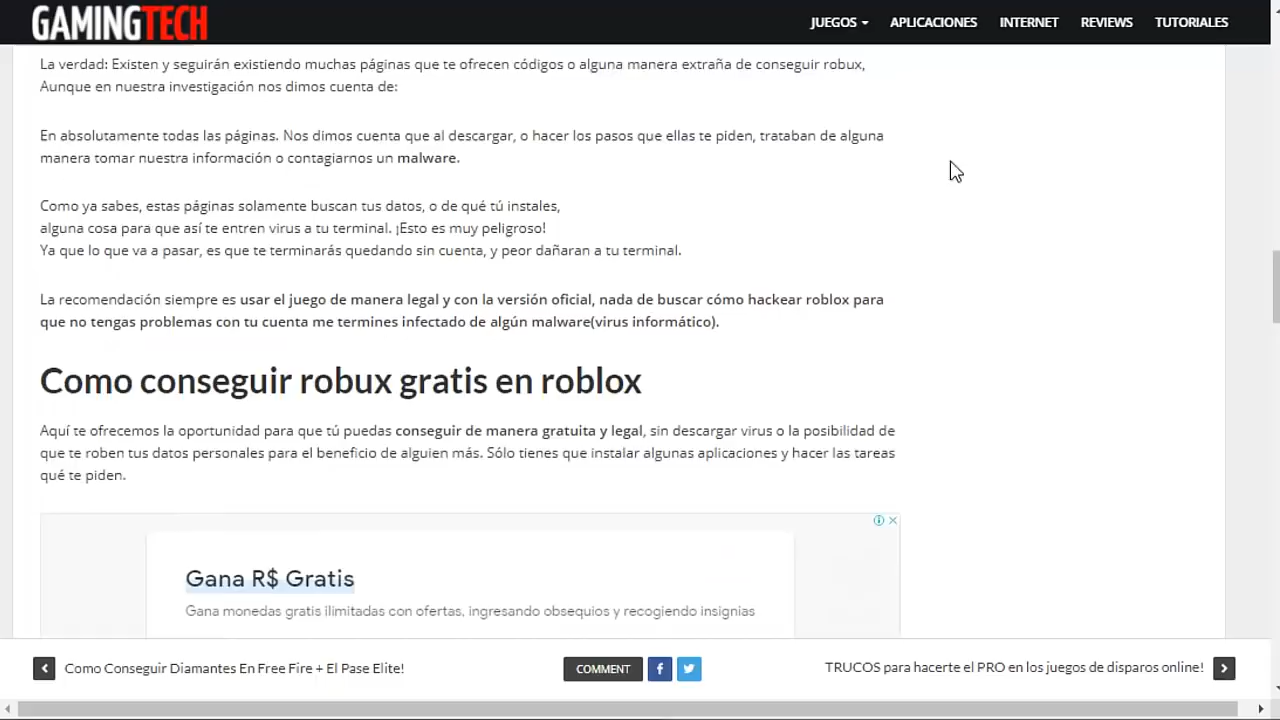 GAMINGTECH
JUEGOS APLICACIONES INTERNET REVIEWS TUTORIALES
La verdad: Existen y seguirán existiendo muchas páginas que te ofrecen códigos o alguna manera extraña de conseguir robux,
Aunque en nuestra investigación nos dimos cuenta de:
En absolutamente todas las páginas. Nos dimos cuenta que al descargar, o hacer los pasos que ellas te piden, trataban de alguna
manera tomar nuestra información o contagiarnos un malware.
Como ya sabes, estas páginas solamente buscan tus datos, o de qué tú instales,
alguna cosa para que así te entren virus a tu terminal. ¡Esto es muy peligroso!
Ya que lo que va a pasar, es que te terminarás quedando sin cuenta, y peor dañaran a tu terminal.
La recomendación siempre es usar el juego de manera legal y con la versión oficial, nada de buscar cómo hackear roblox para
que no tengas problemas con tu cuenta me termines infectado de algún malware(virus informático).
Como conseguir robux gratis en roblox
Aquí te ofrecemos la oportunidad para que tú puedas conseguir de manera gratuita y legal, sin descargar virus o la posibilidad de
que te roben tus datos personales para el beneficio de alguien más. Sólo tienes que instalar algunas aplicaciones y hacer las tareas
qué te piden.
Gana R$ Gratis
Gana monedas gratis ilimitadas con ofertas, ingresando obsequios y recogiendo insignias
Como Conseguir Diamantes En Free Fire + El Pase Elite! COMMENT TRUCOS para hacerte el PRO en los juegos de disparos online!